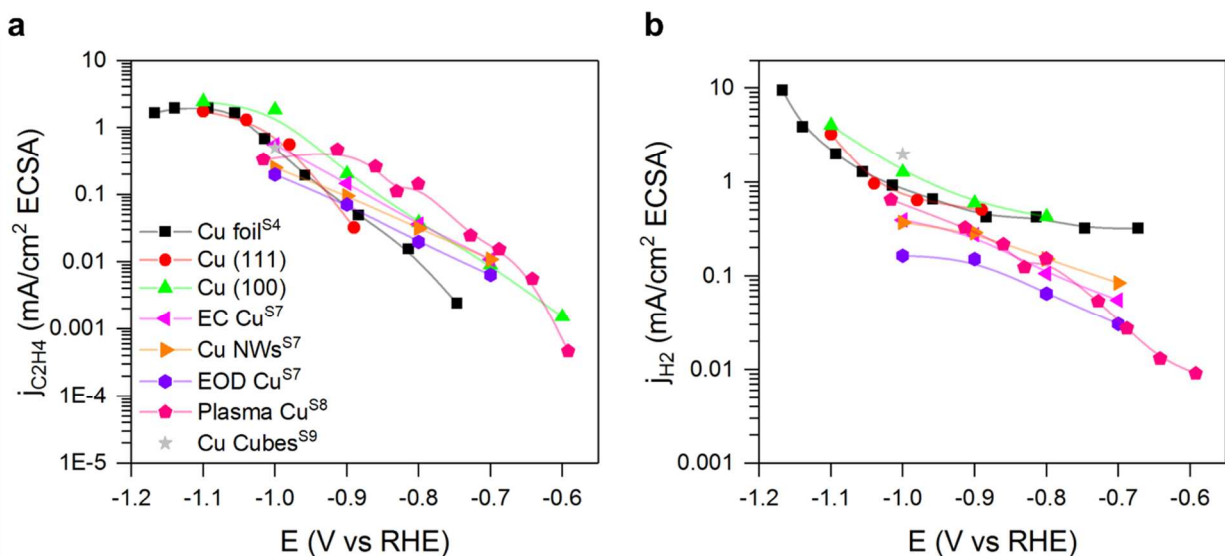 a
10
1
0.1
0.01
0.001
1E-4
1E-5
j_C2H4 (mA/cm² ECSA)
Cu foil^S4
Cu (111)
Cu (100)
EC Cu^S7
Cu NWs^S7
EOD Cu^S7
Plasma Cu^S8
Cu Cubes^S9
-1.2 -1.1 -1.0 -0.9 -0.8 -0.7 -0.6
E (V vs RHE)
b
10
1
0.1
0.01
0.001
j_H2 (mA/cm² ECSA)
-1.2 -1.1 -1.0 -0.9 -0.8 -0.7 -0.6
E (V vs RHE)